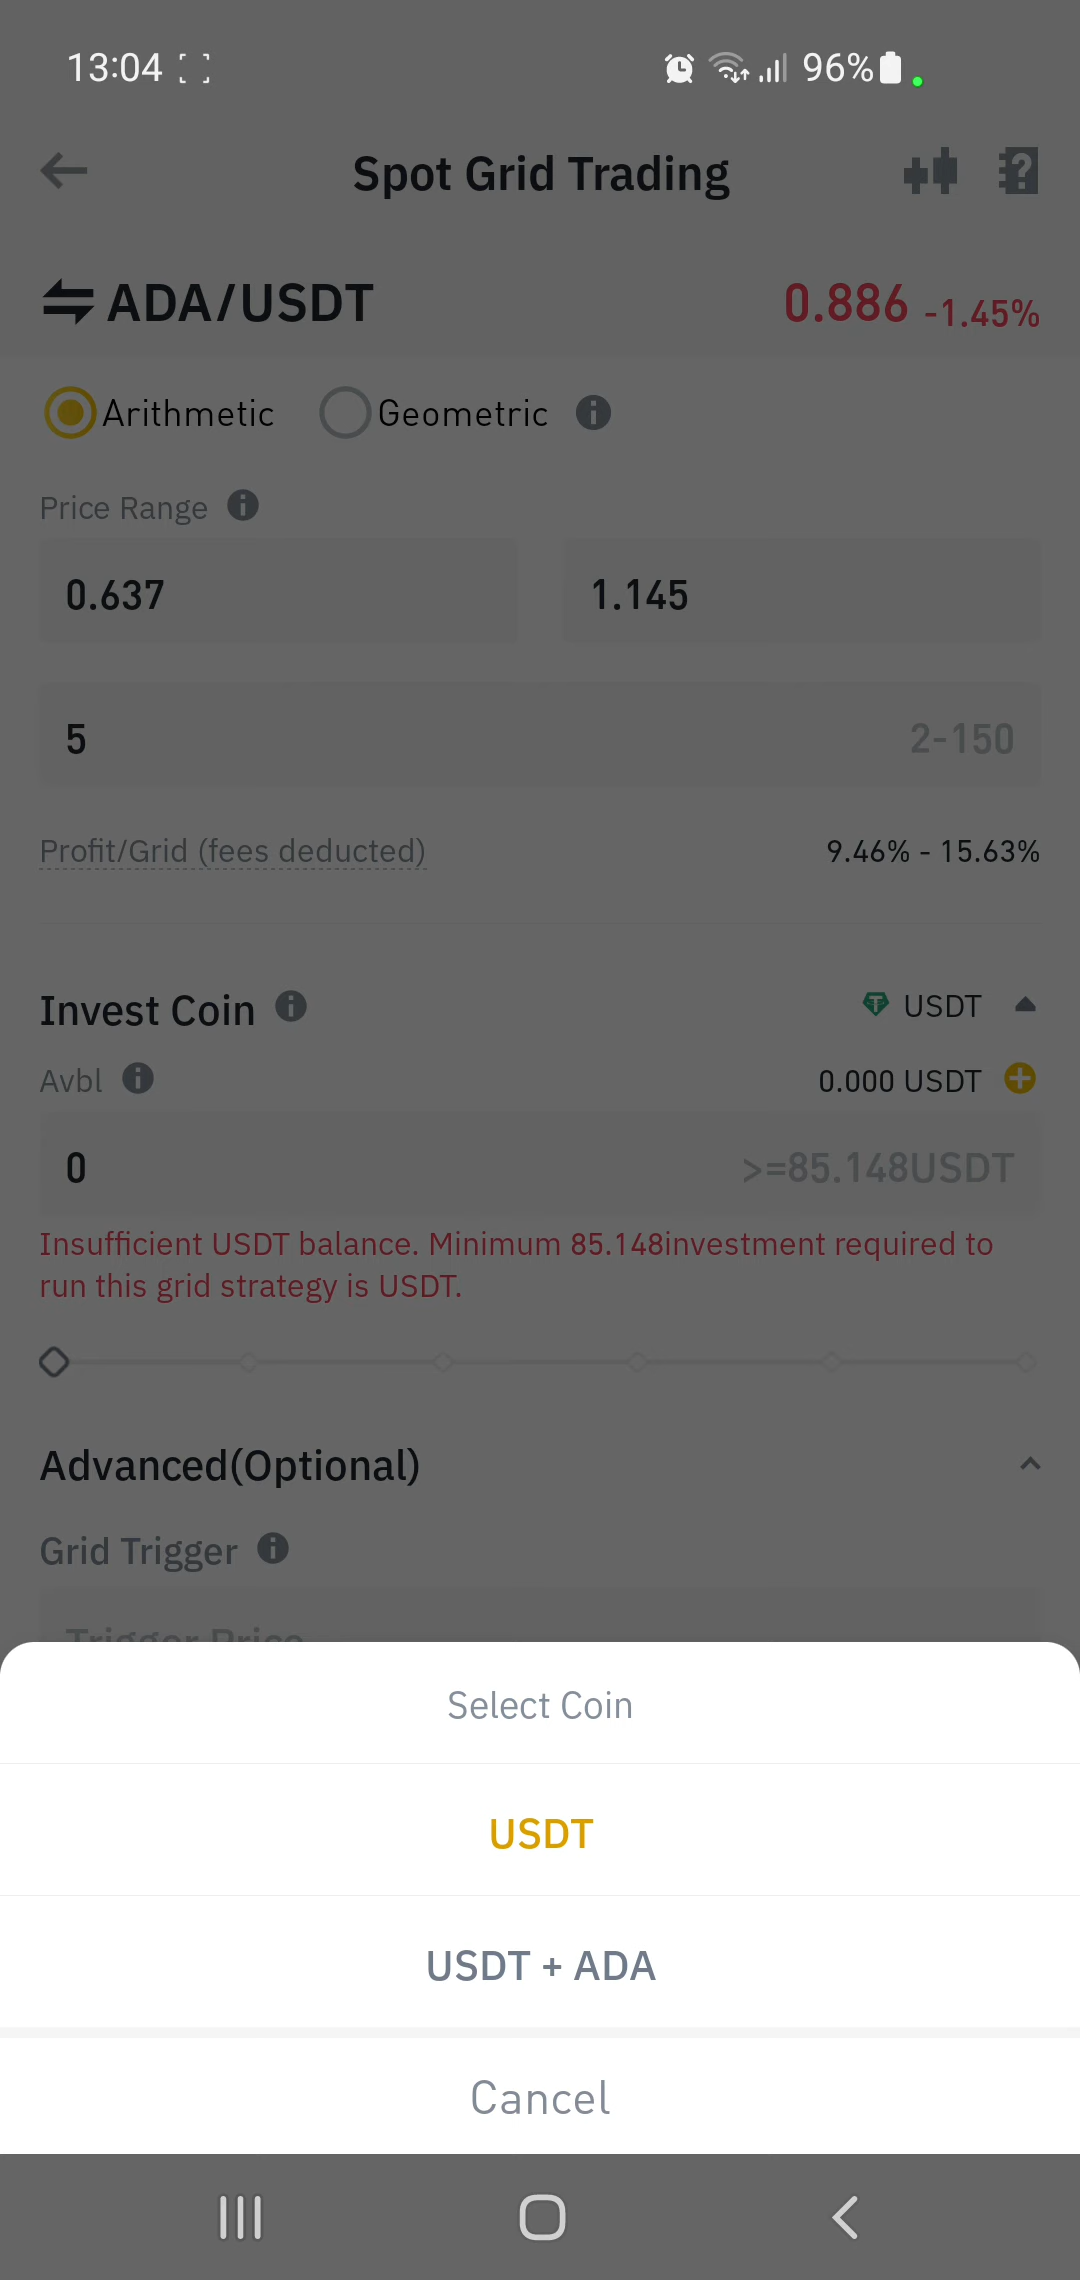 13:04
96%
Spot Grid Trading
ADA/USDT 0.886 -1.45%
Arithmetic Geometric
Price Range
0.637 1.145
5 2-150
Profit/Grid (fees deducted) 9.46% - 15.63%
Invest Coin USDT
Avbl 0.000 USDT
0 >=85.148USDT
Insufficient USDT balance. Minimum 85.148investment required to
run this grid strategy is USDT.
Advanced(Optional)
Grid Trigger
Trigger Price
Select Coin
USDT
USDT + ADA
Cancel